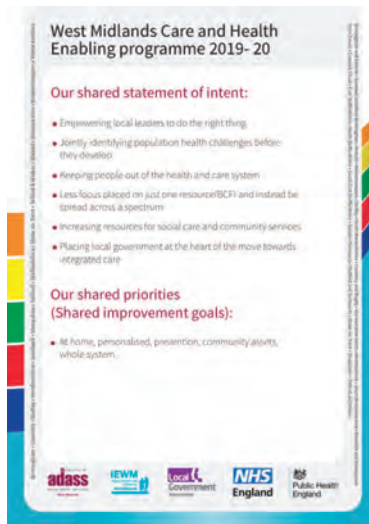 West Midlands Care and Health
Enabling programme 2019- 20
Our shared statement of intent:
Empowering local leaders to do the right thing
Jointly identifying population health challenges before
they develop
Keeping people out of the health and care system
Less focus placed on just one resource/BCF) and instead be
spread across a spectrum
Increasing resources for social care and community services
Placing local government at the heart of the move towards
integrated care
Our shared priorities
(Shared improvement goals):
At home, personalised, prevention, community assets,
whole system.
adass
IEWM
Local
Government
Association
NHS
England
Public Health
England